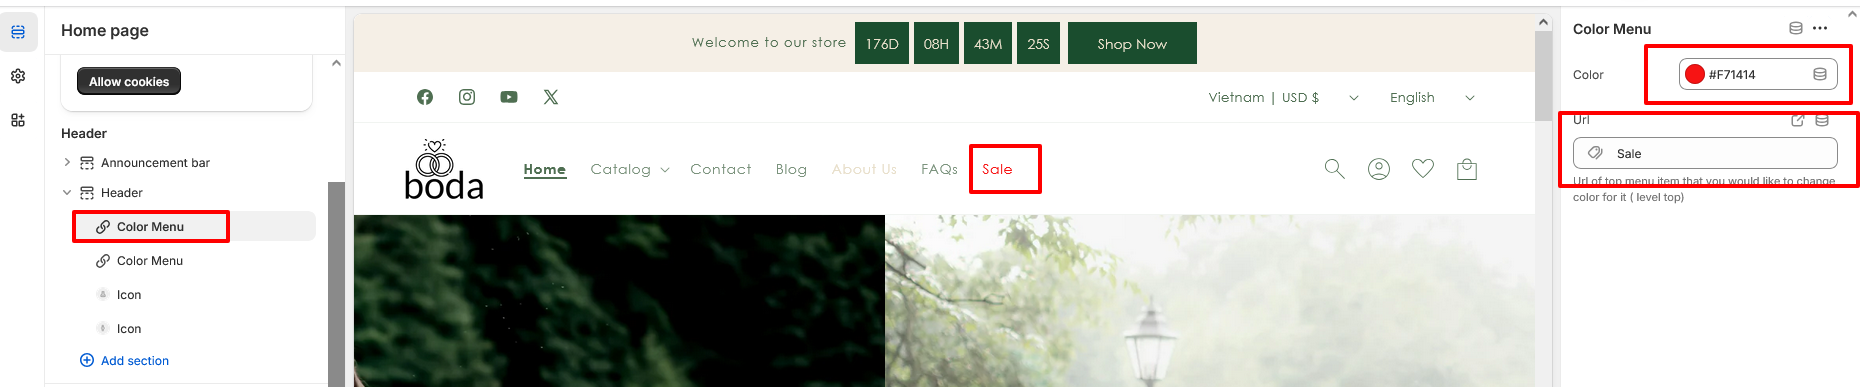 Home page
Allow cookies
Header
Announcement bar
Header
Color Menu
Color Menu
Icon
Icon
Add section
Welcome to our store 176D 08H 43M 25S Shop Now
Vietnam | USD $ English
boda
Home Catalog Contact Blog About Us FAQs Sale
Color Menu
Color #F71414
Url
Sale
Url of top menu item that you would like to change
color for it ( level top)